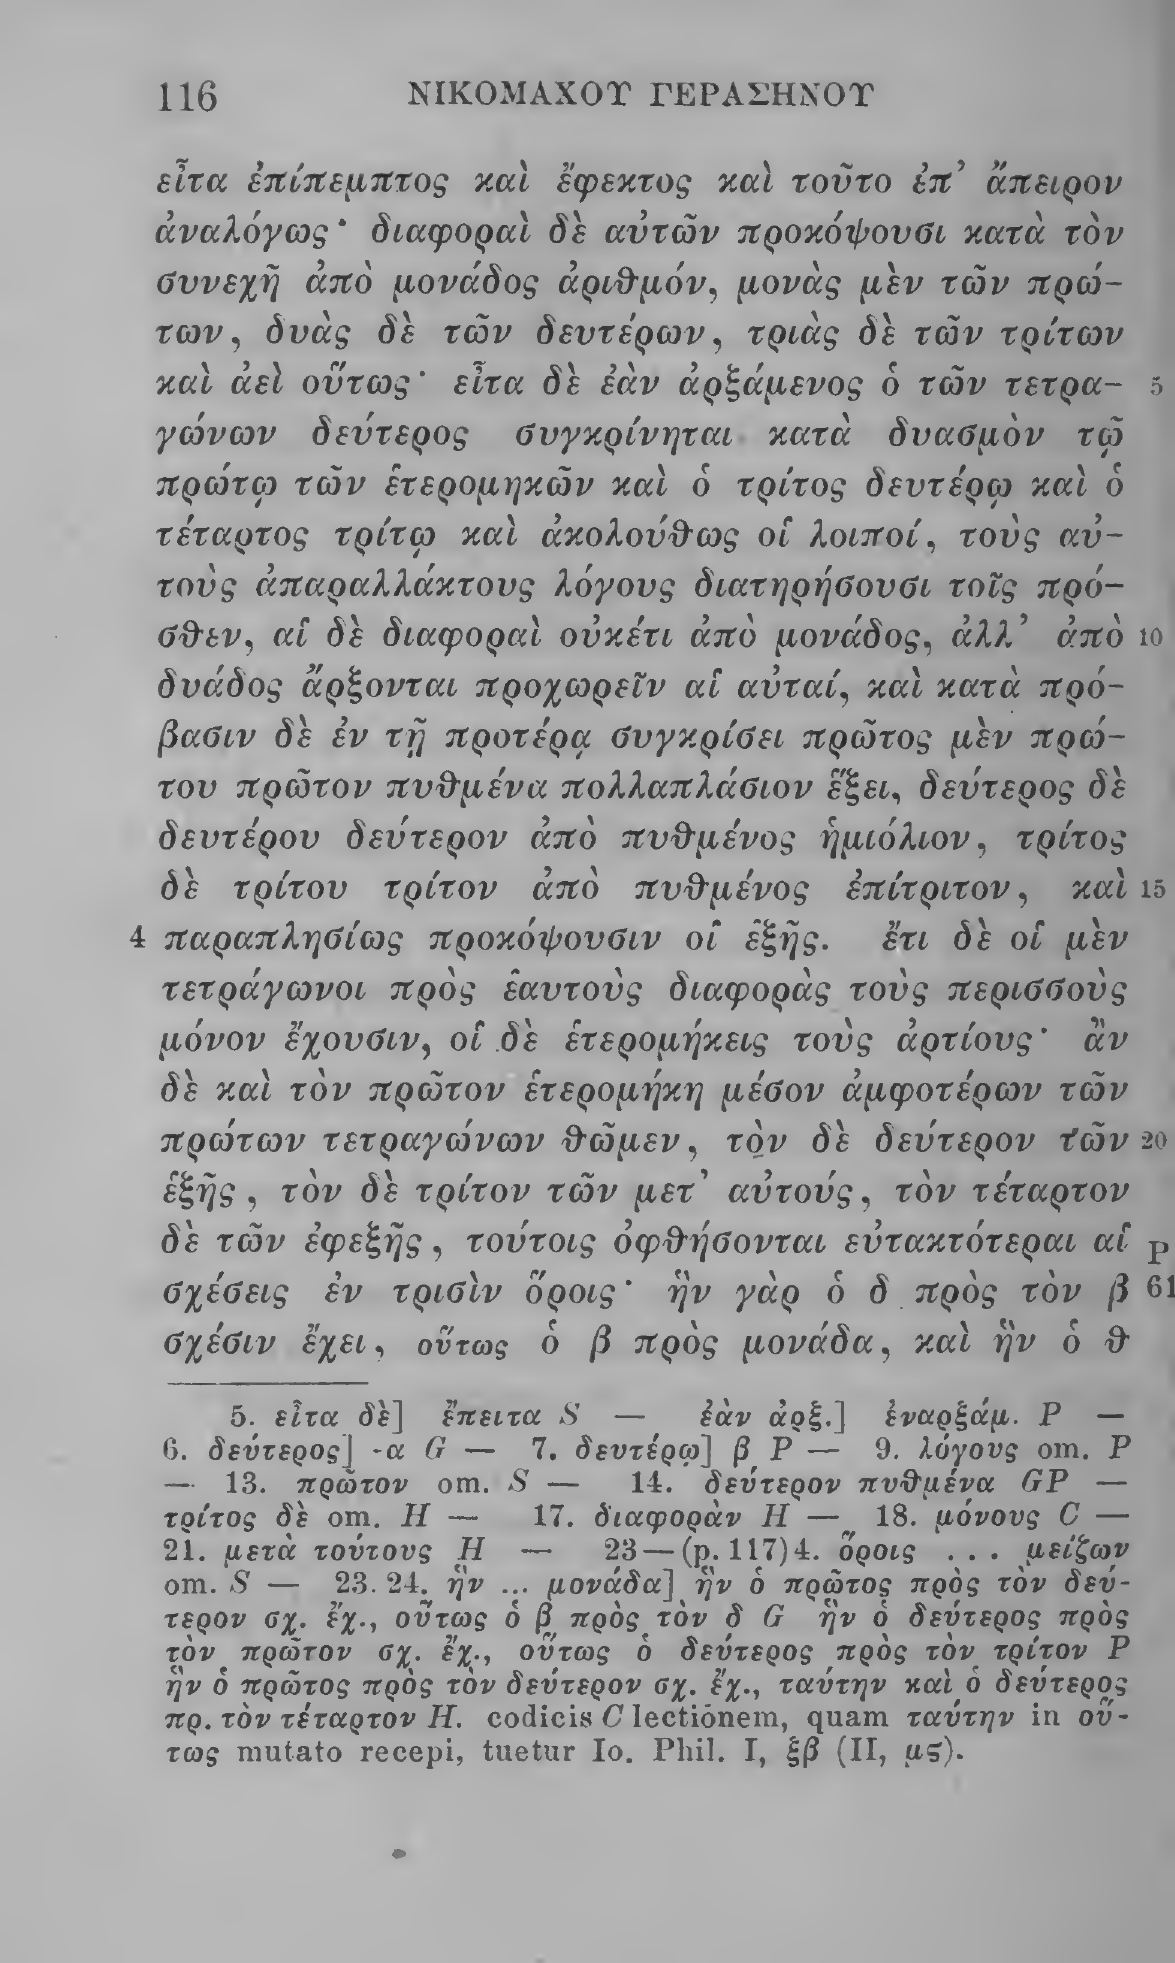 116 ΝΙΚΟΜΑΧΟΥ ΓΕΡΑΣΗΝΟΥ
εἶτα ἐπίπεμπτος καὶ ἔφεκτος καὶ τοῦτο ἐπ’ ἄπειρον
ἀναλόγως· διαφοραὶ δὲ αὐτῶν προκόψουσι κατὰ τὸν
συνεχῆ ἀπὸ μονάδος ἀριθμόν, μονὰς μὲν τῶν πρώ-
των, δυὰς δὲ τῶν δευτέρων, τριὰς δὲ τῶν τρίτων
καὶ ἀεὶ οὕτως· εἶτα δὲ ἐὰν ἀρξάμενος ὁ τῶν τετρα- 5
γώνων δεύτερος συγκρίνηται κατὰ δυασμὸν τῷ
πρώτῳ τῶν ἑτερομηκῶν καὶ ὁ τρίτος δευτέρῳ καὶ ὁ
τέταρτος τρίτῳ καὶ ἀκολούθως οἱ λοιποί, τοὺς αὐ-
τοὺς ἀπαραλλάκτους λόγους διατηρήσουσι τοῖς πρό-
σθεν, αἱ δὲ διαφοραὶ οὐκέτι ἀπὸ μονάδος, ἀλλ’ ἀπὸ 10
δυάδος ἄρξονται προχωρεῖν αἱ αὐταί, καὶ κατὰ πρό-
βασιν δὲ ἐν τῇ προτέρᾳ συγκρίσει πρῶτος μὲν πρώ-
του πρῶτον πυθμένα πολλαπλάσιον ἕξει, δεύτερος δὲ
δευτέρου δεύτερον ἀπὸ πυθμένος ἡμιόλιον, τρίτος
δὲ τρίτου τρίτον ἀπὸ πυθμένος ἐπίτριτον, καὶ 15
4 παραπλησίως προκόψουσιν οἱ ἑξῆς. ἔτι δὲ οἱ μὲν
τετράγωνοι πρὸς ἑαυτοὺς διαφορὰς τοὺς περισσοὺς
μόνον ἔχουσιν, οἱ δὲ ἑτερομήκεις τοὺς ἀρτίους· ἂν
δὲ καὶ τὸν πρῶτον ἑτερομήκη μέσον ἀμφοτέρων τῶν
πρώτων τετραγώνων θῶμεν, τὸν δὲ δεύτερον τῶν 20
ἑξῆς, τὸν δὲ τρίτον τῶν μετ’ αὐτούς, τὸν τέταρτον
δὲ τῶν ἐφεξῆς, τούτοις ὀφθήσονται εὐτακτότεραι αἱ P
σχέσεις ἐν τρισὶν ὅροις· ἣν γὰρ ὁ δ πρὸς τὸν β 61
σχέσιν ἔχει, οὕτως ὁ β πρὸς μονάδα, καὶ ἣν ὁ θ
5. εἶτα δὲ] ἔπειτα S — ἐὰν ἀρξ.] ἐναρξάμ. P —
6. δεύτερος] -α G — 7. δευτέρῳ] β P — 9. λόγους om. P
— 13. πρῶτον om. S — 14. δεύτερον πυθμένα GP —
τρίτος δὲ om. H — 17. διαφορὰν H — 18. μόνους C —
21. μετὰ τούτους H — 23—(p. 117)4. ὅροις . . . μείζων
om. S — 23. 24. ἣν ... μονάδα] ἣν ὁ πρῶτος πρὸς τὸν δεύ-
τερον σχ. ἔχ., οὕτως ὁ β πρὸς τὸν δ G ἣν ὁ δεύτερος πρὸς
τὸν πρῶτον σχ. ἔχ., οὕτως ὁ δεύτερος πρὸς τὸν τρίτον P
ἣν ὁ πρῶτος πρὸς τὸν δεύτερον σχ. ἔχ., ταύτην καὶ ὁ δεύτερος
πρ. τὸν τέταρτον H. codicis C lectionem, quam ταύτην in οὕ-
τως mutato recepi, tuetur Io. Phil. I, ξβ (II, μϛ).